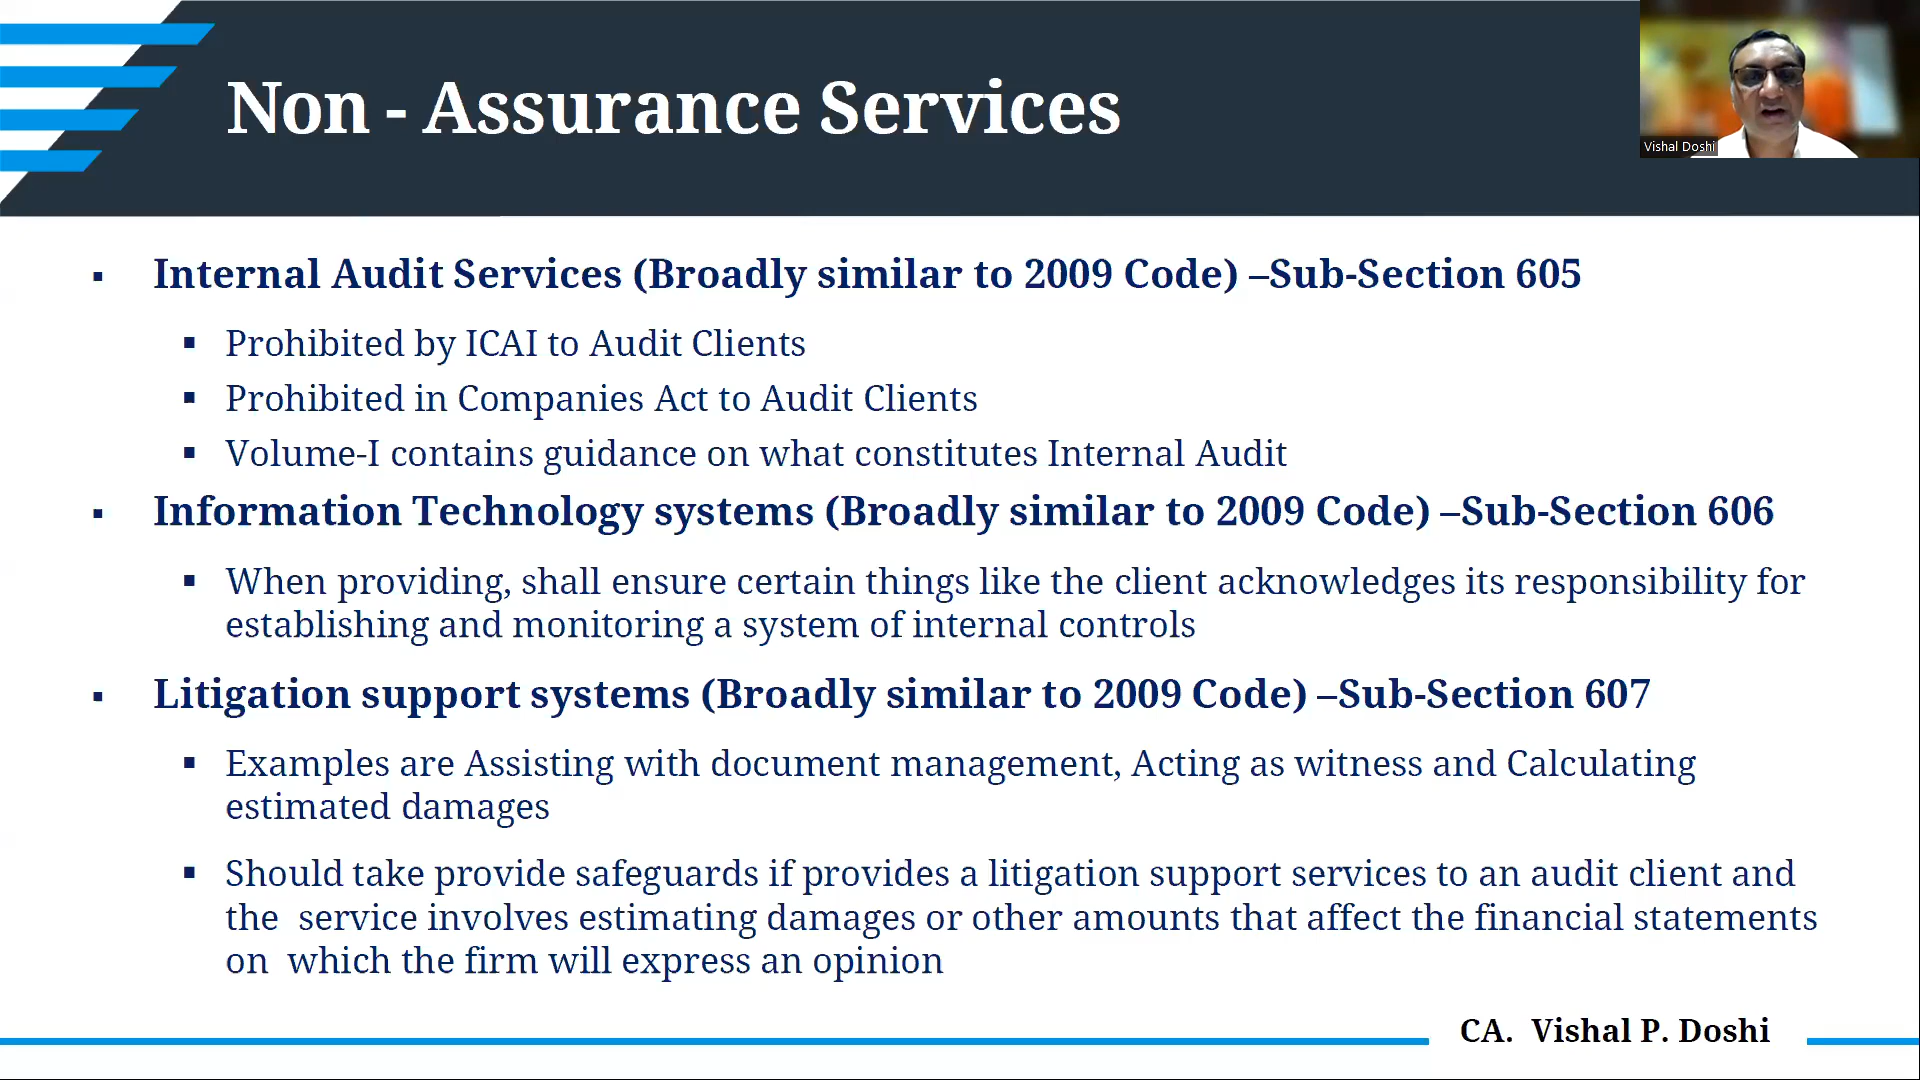 Non - Assurance Services
Vishal Doshi
▪ Internal Audit Services (Broadly similar to 2009 Code) –Sub-Section 605
▪ Prohibited by ICAI to Audit Clients
▪ Prohibited in Companies Act to Audit Clients
▪ Volume-I contains guidance on what constitutes Internal Audit
▪ Information Technology systems (Broadly similar to 2009 Code) –Sub-Section 606
▪ When providing, shall ensure certain things like the client acknowledges its responsibility for
establishing and monitoring a system of internal controls
▪ Litigation support systems (Broadly similar to 2009 Code) –Sub-Section 607
▪ Examples are Assisting with document management, Acting as witness and Calculating
estimated damages
▪ Should take provide safeguards if provides a litigation support services to an audit client and
the  service involves estimating damages or other amounts that affect the financial statements
on  which the firm will express an opinion
CA.  Vishal P. Doshi